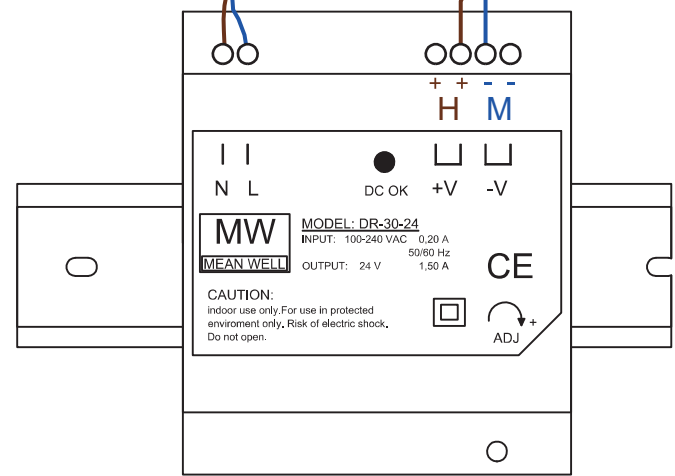 + + - -
H M
N L DC OK +V -V
MW
MEAN WELL
MODEL: DR-30-24
INPUT: 100-240 VAC 0,20 A
50/60 Hz
OUTPUT: 24 V 1,50 A
CE
CAUTION:
indoor use only.For use in protected
enviroment only. Risk of electric shock.
Do not open.
+
ADJ